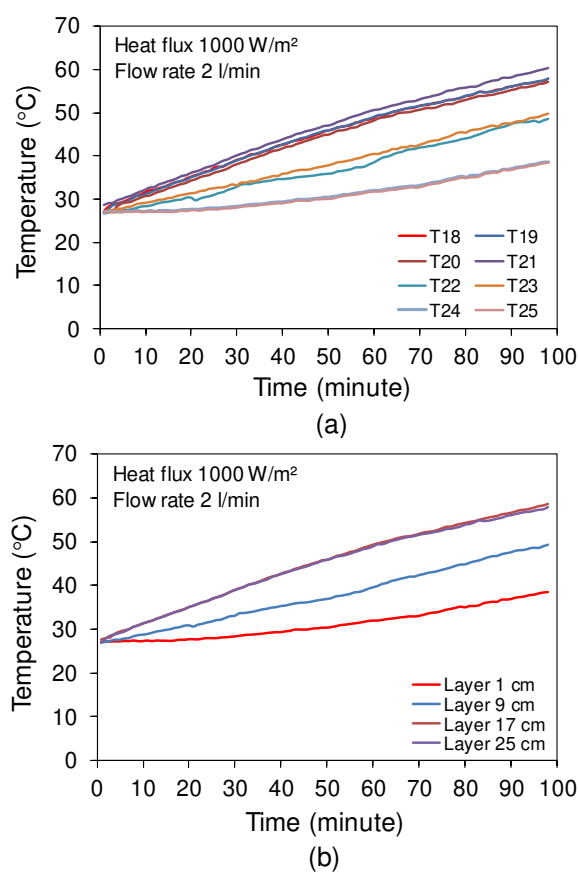 Heat flux 1000 W/m²
Flow rate 2 l/min
Temperature (°C)
70
60
50
40
30
20
10
0
T18 T19
T20 T21
T22 T23
T24 T25
0 10 20 30 40 50 60 70 80 90 100
Time (minute)
(a)
Heat flux 1000 W/m²
Flow rate 2 l/min
Temperature (°C)
70
60
50
40
30
20
10
0
Layer 1 cm
Layer 9 cm
Layer 17 cm
Layer 25 cm
0 10 20 30 40 50 60 70 80 90 100
Time (minute)
(b)